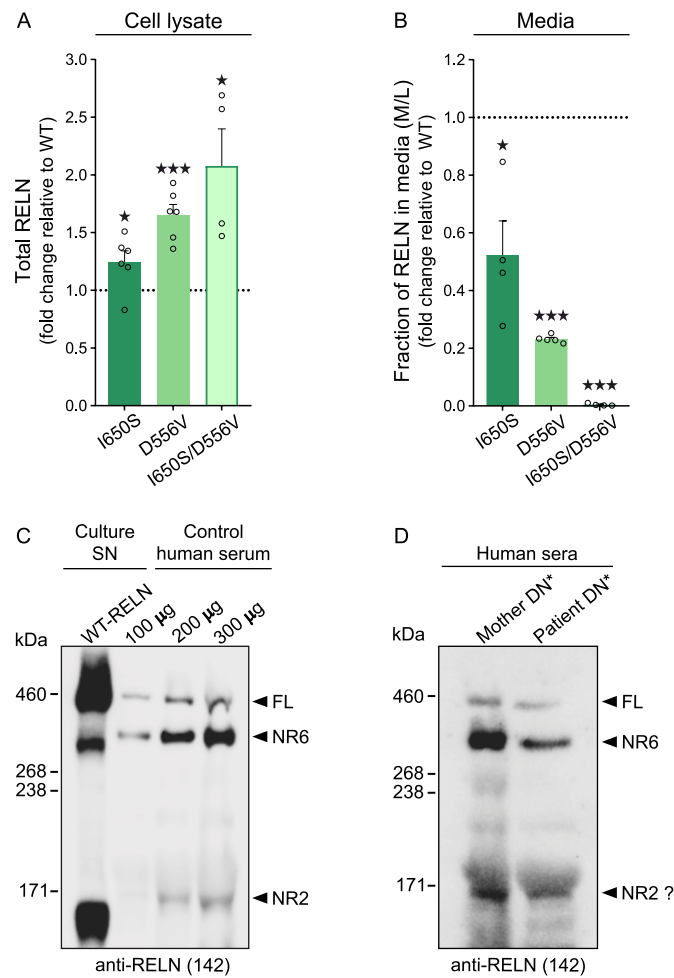 A
Cell lysate
Total RELN
(fold change relative to WT)
3.0
2.5
2.0
1.5
1.0
0.5
0.0
★
★★★
★
I650S
D556V
I650S/D556V
B
Media
Fraction of RELN in media (M/L)
(fold change relative to WT)
1.2
1.0
0.8
0.6
0.4
0.2
0.0
★
★★★
★★★
I650S
D556V
I650S/D556V
C
Culture
SN
Control
human serum
WT-RELN
100 µg
200 µg
300 µg
kDa
460
268
238
171
FL
NR6
NR2
anti-RELN (142)
D
Human sera
Mother DN*
Patient DN*
kDa
460
268
238
171
FL
NR6
NR2 ?
anti-RELN (142)